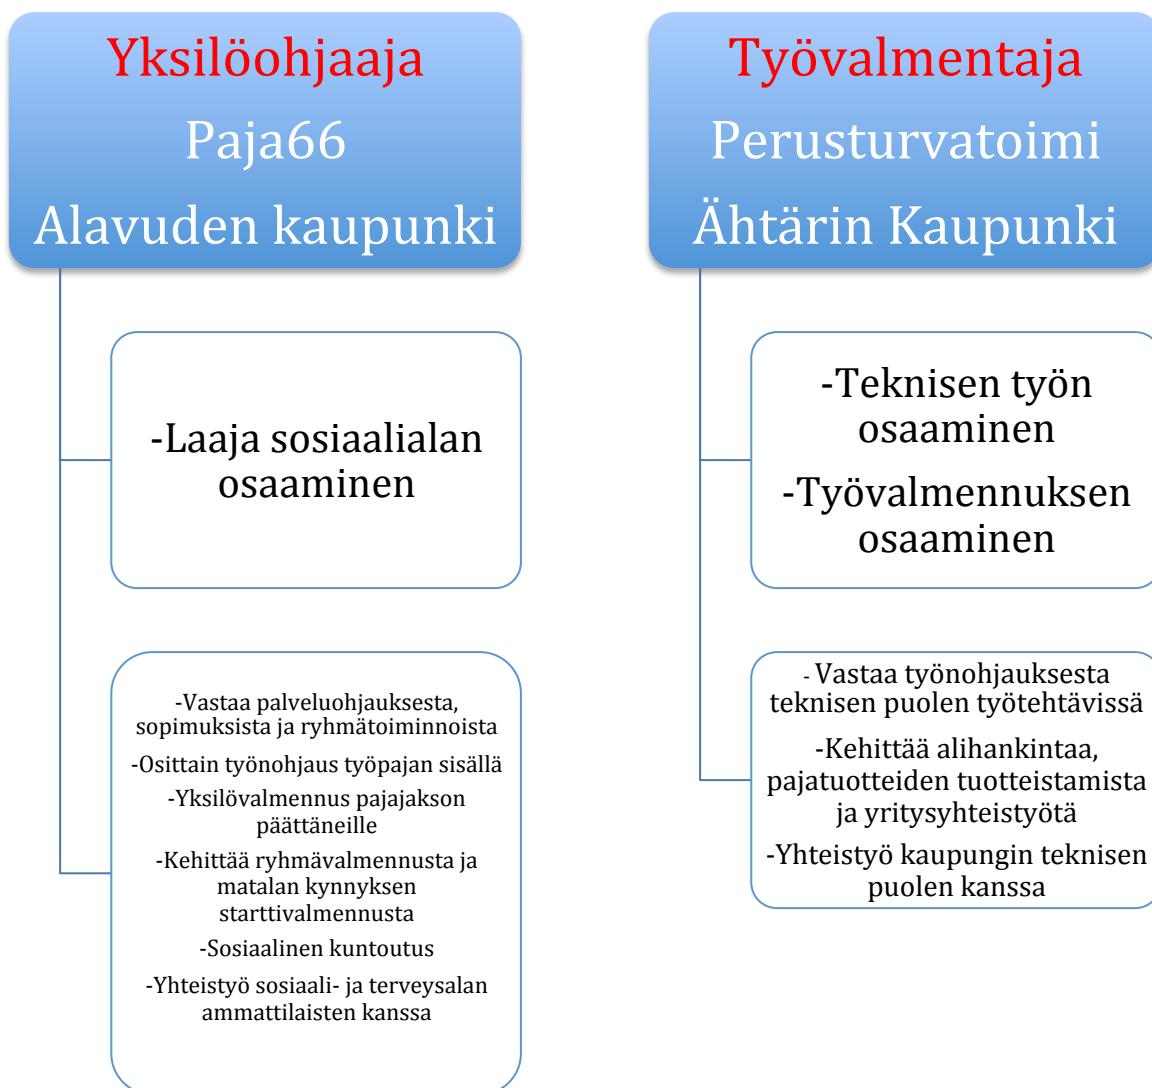 Yksilöohjaaja
Paja66
Alavuden kaupunki
-Laaja sosiaalialan
osaaminen
-Vastaa palveluohjauksesta,
sopimuksista ja ryhmätoiminnoista
-Osittain työnohjaus työpajan sisällä
-Yksilövalmennus pajajakson
päättäneille
-Kehittää ryhmävalmennusta ja
matalan kynnyksen
starttivalmennusta
-Sosiaalinen kuntoutus
-Yhteistyö sosiaali- ja terveysalan
ammattilaisten kanssa
Työvalmentaja
Perusturvatoimi
Ähtärin Kaupunki
-Teknisen työn
osaaminen
-Työvalmennuksen
osaaminen
- Vastaa työnohjauksesta
teknisen puolen työtehtävissä
-Kehittää alihankintaa,
pajatuotteiden tuotteistamista
ja yritysyhteistyötä
-Yhteistyö kaupungin teknisen
puolen kanssa